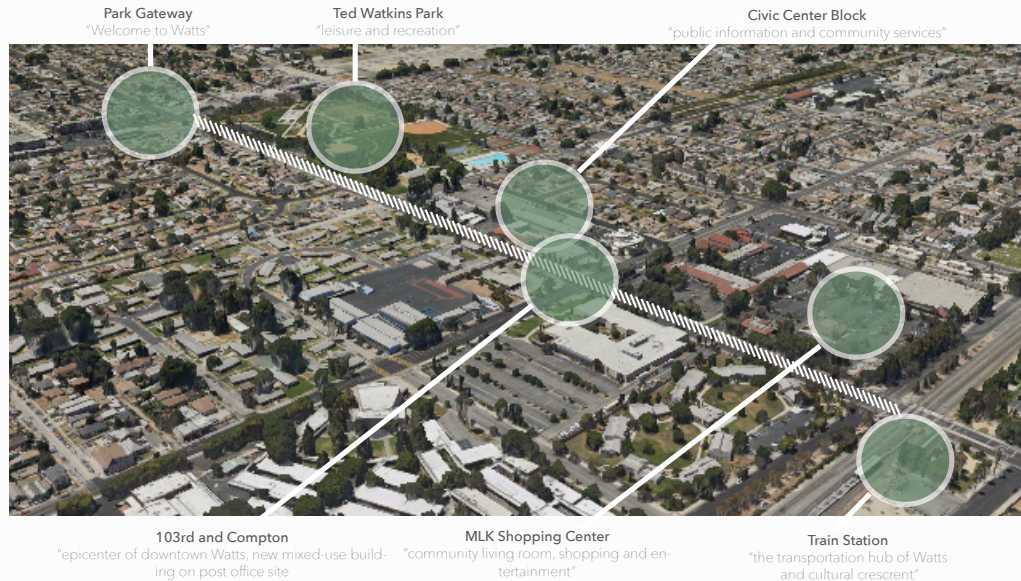 Park Gateway
"Welcome to Watts"
Ted Watkins Park
"leisure and recreation"
Civic Center Block
"public information and community services"
103rd and Compton
"epicenter of downtown Watts, new mixed-use build-
ing on post office site
MLK Shopping Center
"community living room, shopping and en-
tertainment"
Train Station
"the transportation hub of Watts
and cultural crescrent"